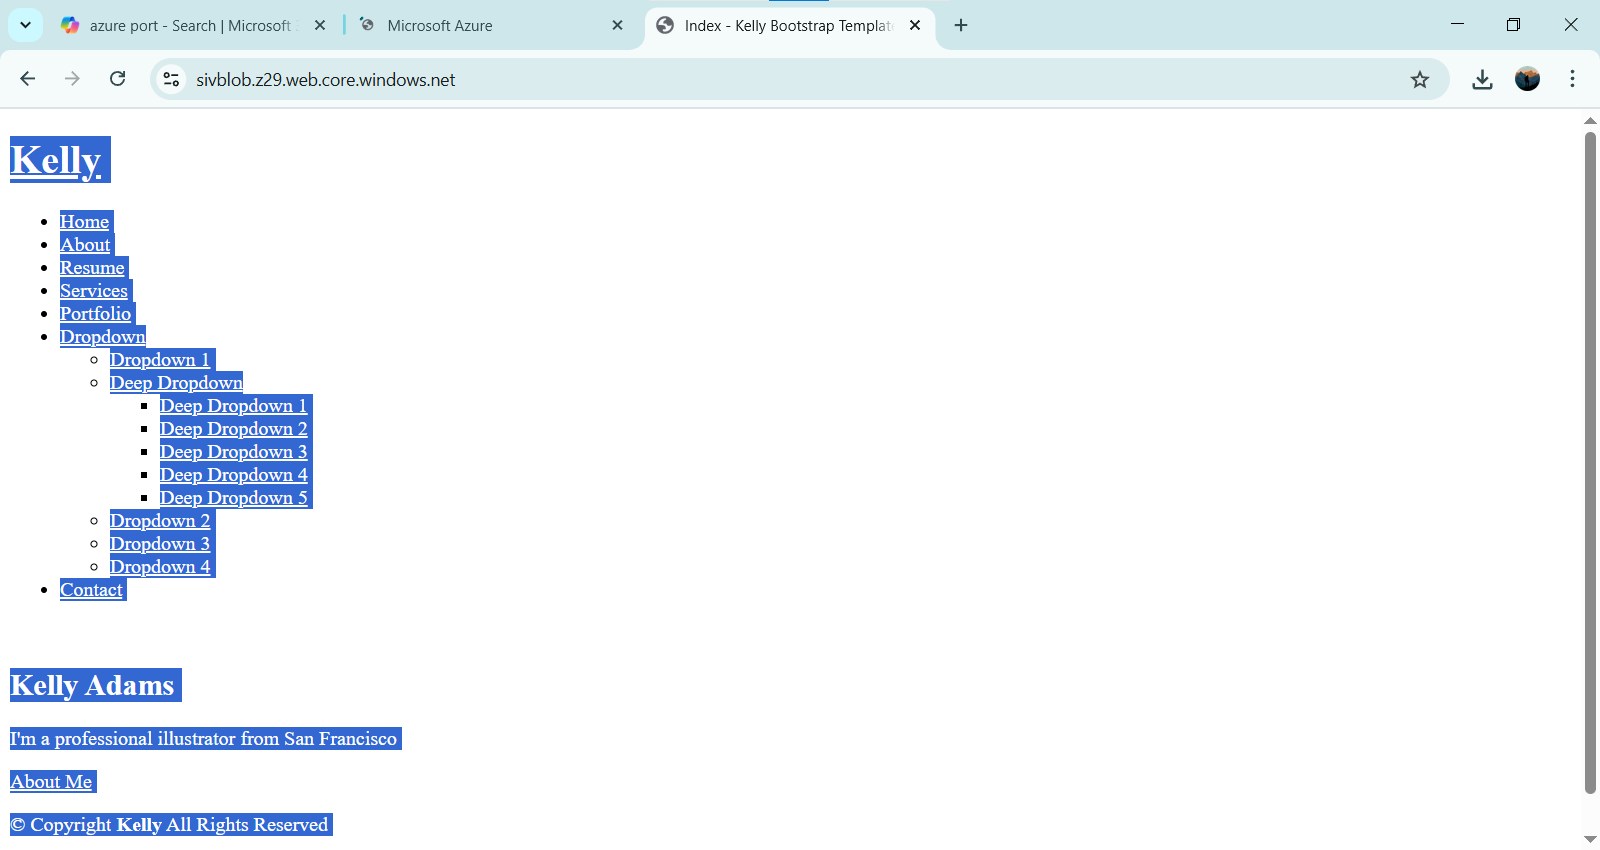 azure port - Search | Microsoft
Microsoft Azure
Index - Kelly Bootstrap Template
sivblob.z29.web.core.windows.net
Kelly
Home
About
Resume
Services
Portfolio
Dropdown
Dropdown 1
Deep Dropdown
Deep Dropdown 1
Deep Dropdown 2
Deep Dropdown 3
Deep Dropdown 4
Deep Dropdown 5
Dropdown 2
Dropdown 3
Dropdown 4
Contact
Kelly Adams
I'm a professional illustrator from San Francisco
About Me
© Copyright Kelly All Rights Reserved